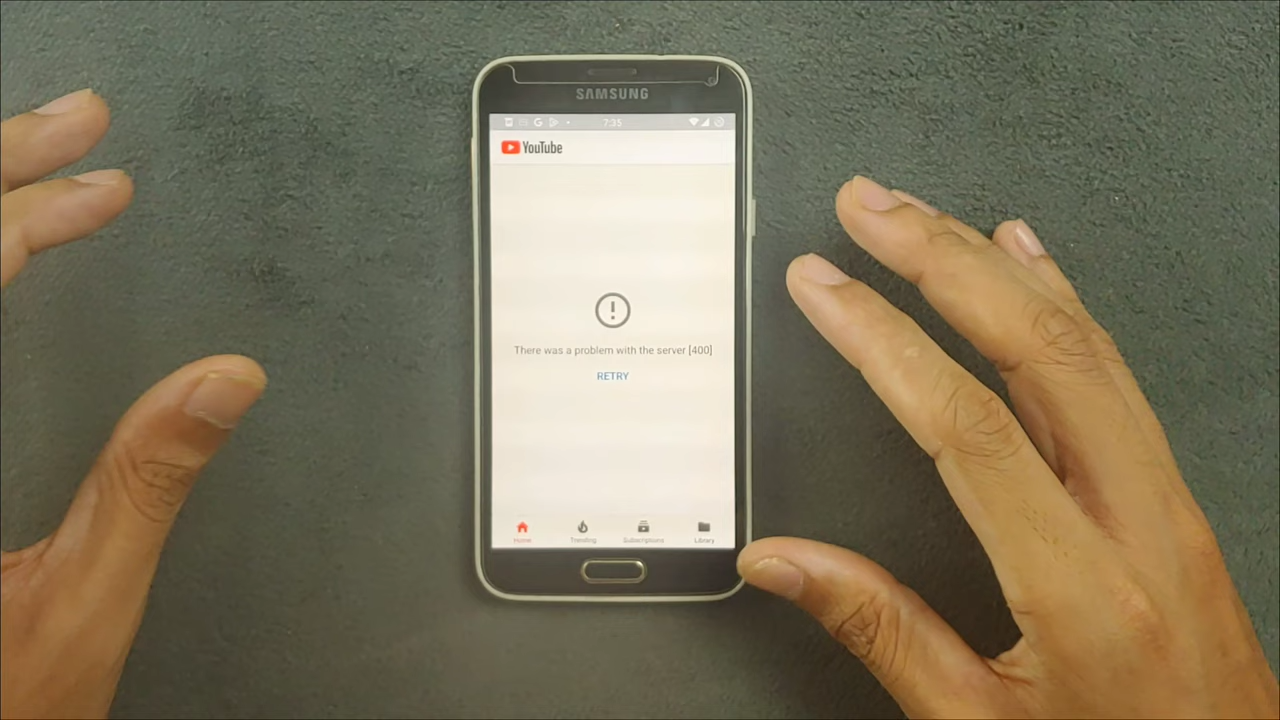 SAMSUNG
G 7:35
YouTube
There was a problem with the server [400]
RETRY
Home Trending Subscriptions Library